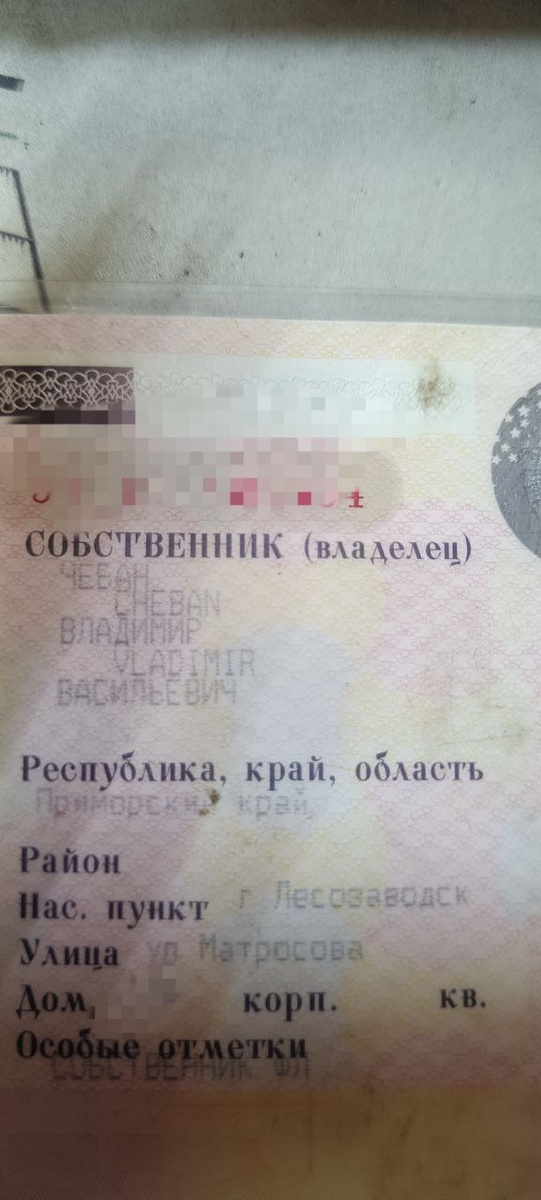 СОБСТВЕННИК (владелец)
ЧЕБАН
CHEBAN
ВЛАДИМИР
VLADIMIR
ВАСИЛЬЕВИЧ
Республика, край, область
Приморский край
Район
Нас. пункт г Лесозаводск
Улица ул Матросова
Дом корп. кв.
Особые отметки
СОБСТВЕННИК ФЛ